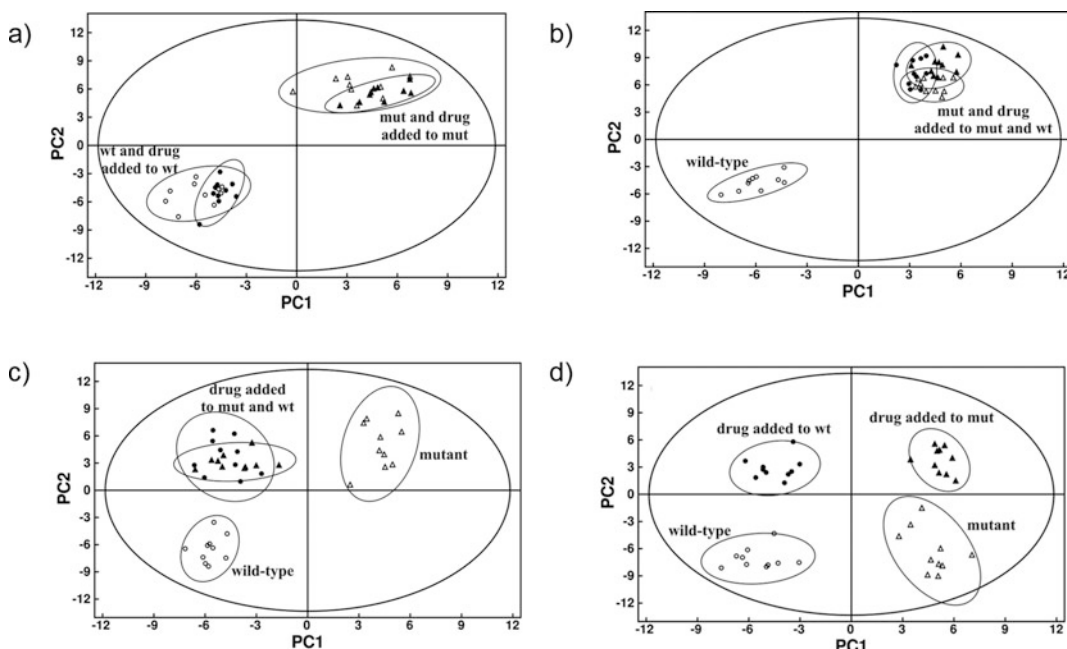 a)
12
9
6
3
0
-3
-6
-9
-12
PC2
mut and drug
added to mut
wt and drug
added to wt
-12 -9 -6 -3 0 3 6 9 12
PC1
b)
12
9
6
3
0
-3
-6
-9
-12
PC2
mut and drug
added to mut and wt
wild-type
-12 -9 -6 -3 0 3 6 9 12
PC1
c)
12
9
6
3
0
-3
-6
-9
-12
PC2
drug added
to mut and wt
mutant
wild-type
-12 -9 -6 -3 0 3 6 9 12
PC1
d)
12
9
6
3
0
-3
-6
-9
-12
PC2
drug added to wt
drug added to mut
wild-type
mutant
-12 -9 -6 -3 0 3 6 9 12
PC1